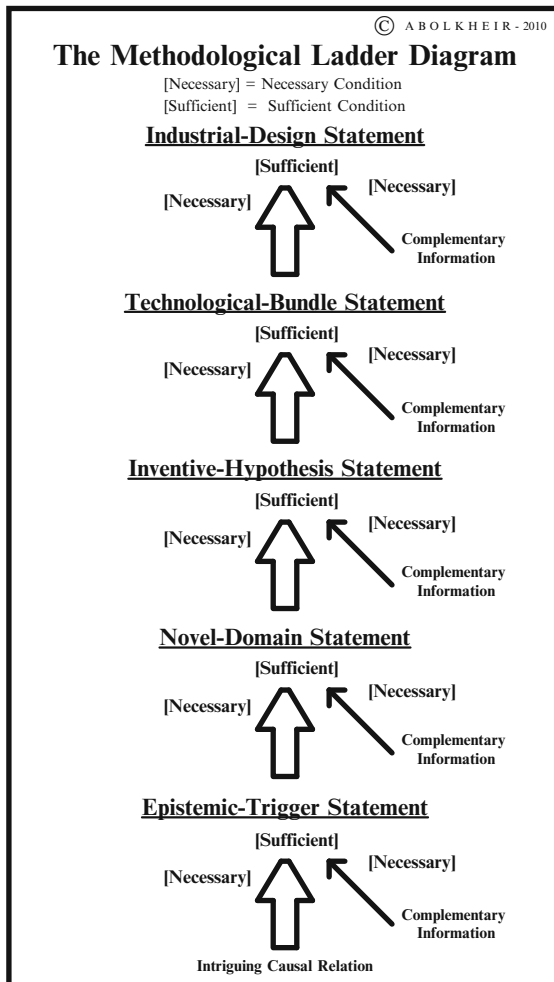 © ABOLKHEIR - 2010
The Methodological Ladder Diagram
[Necessary] = Necessary Condition
[Sufficient] = Sufficient Condition
Industrial-Design Statement
[Sufficient]
[Necessary]
[Necessary]
Complementary
Information
Technological-Bundle Statement
[Sufficient]
[Necessary]
[Necessary]
Complementary
Information
Inventive-Hypothesis Statement
[Sufficient]
[Necessary]
[Necessary]
Complementary
Information
Novel-Domain Statement
[Sufficient]
[Necessary]
[Necessary]
Complementary
Information
Epistemic-Trigger Statement
[Sufficient]
[Necessary]
[Necessary]
Complementary
Information
Intriguing Causal Relation